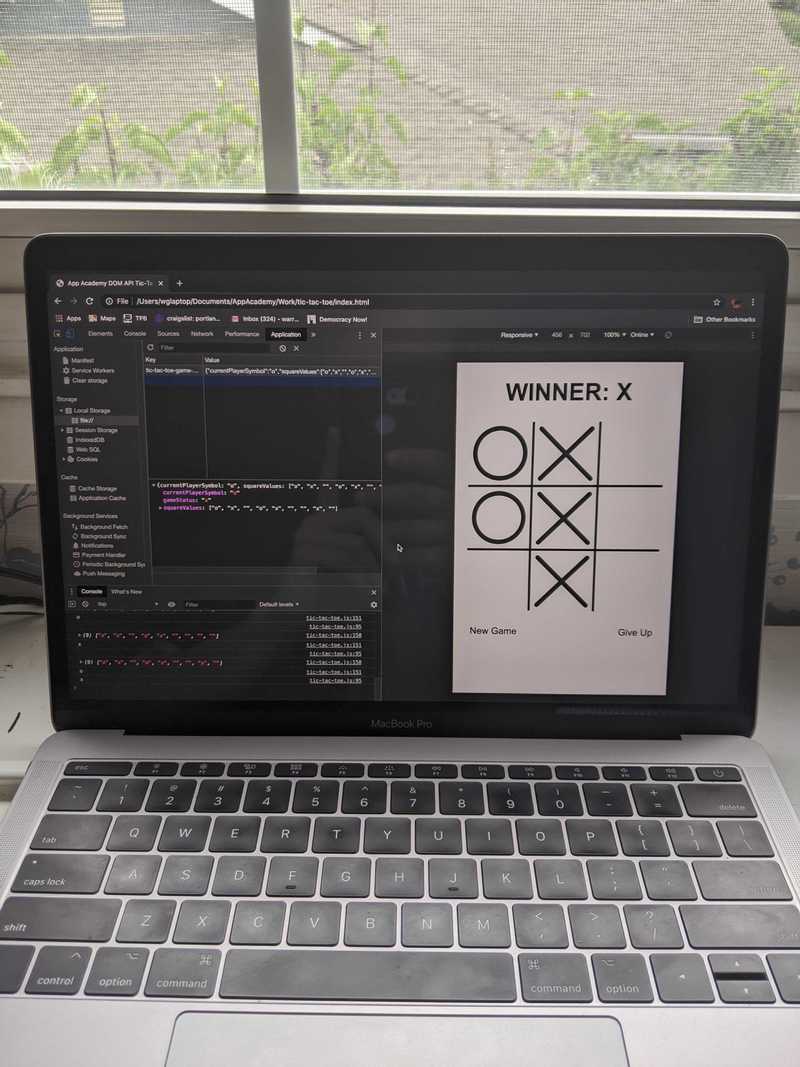 App Academy DOM API Tic-T
File /Users/wglaptop/Documents/AppAcademy/Work/tic-tac-toe/index.html
Apps Maps TFB craigslist: portlan... Inbox (324) - warr... Democracy Now! Other Bookmarks
Elements Console Sources Network Performance Application »
Responsive 456 x 702 100% Online
Application
Manifest
Service Workers
Clear storage
Storage
Local Storage
file://
Session Storage
IndexedDB
Web SQL
Cookies
Cache
Cache Storage
Application Cache
Background Services
Background Fetch
Background Sync
Notifications
Payment Handler
Periodic Background Sy
Push Messaging
Filter
Key Value
tic-tac-toe-game-... {"currentPlayerSymbol":"o","squareValues":["o","x","","o","x",...
currentPlayerSymbol:
gameStatus:
squareValues: ["o", "x", "", "o", "x", "", "", "x", ""]
WINNER: X
O X
O X
X
New Game Give Up
Console What's New
top Filter Default levels
tic-tac-toe.js:151
tic-tac-toe.js:95
tic-tac-toe.js:150
tic-tac-toe.js:151
tic-tac-toe.js:95
tic-tac-toe.js:150
tic-tac-toe.js:151
tic-tac-toe.js:95
MacBook Pro
esc F1 F2 F3 F4 F5 F6 F7 F8 F9 F10 F11 F12
~ ! @ # $ % ^ & * ( ) _ +
` 1 2 3 4 5 6 7 8 9 0 - = delete
tab Q W E R T Y U I O P { [ } ] | \
caps lock A S D F G H J K L : ; " '
shift Z X C V B N M < , > . ? /
control option command command option